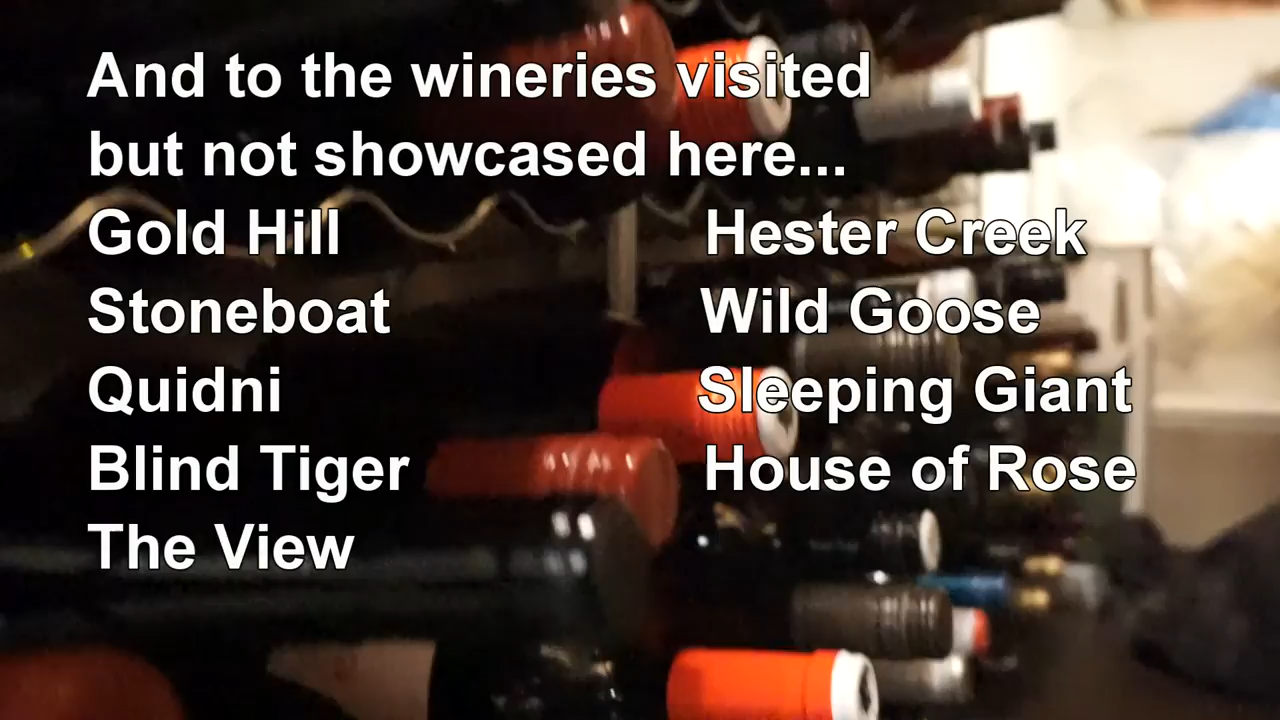 And to the wineries visited
but not showcased here...
Gold Hill
Hester Creek
Stoneboat
Wild Goose
Quidni
Sleeping Giant
Blind Tiger
House of Rose
The View